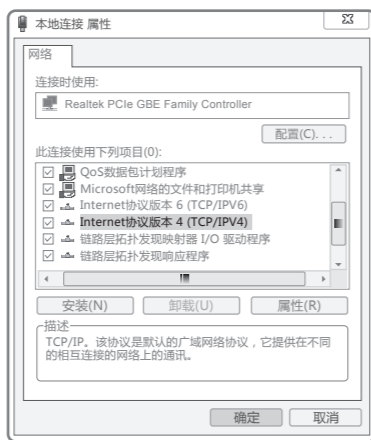 本地连接 属性
网络
连接时使用:
Realtek PCIe GBE Family Controller
配置(C)...
此连接使用下列项目(0):
QoS数据包计划程序
Microsoft网络的文件和打印机共享
Internet协议版本 6 (TCP/IPV6)
Internet协议版本 4 (TCP/IPV4)
链路层拓扑发现映射器 I/O 驱动程序
链路层拓扑发现响应程序
安装(N) 卸载(U) 属性(R)
描述
TCP/IP。该协议是默认的广域网络协议，它提供在不同
的相互连接的网络上的通讯。
确定 取消